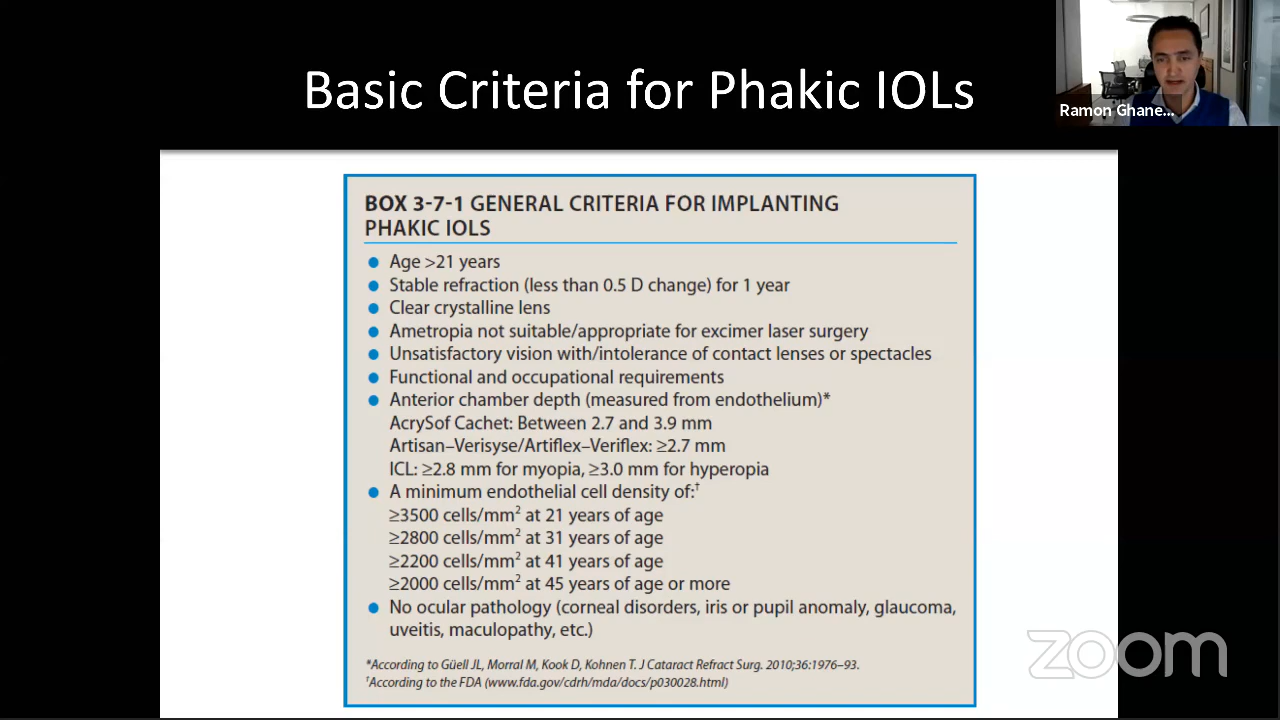 Basic Criteria for Phakic IOLs
Ramon Ghane...
BOX 3-7-1 GENERAL CRITERIA FOR IMPLANTING
PHAKIC IOLS
● Age >21 years
● Stable refraction (less than 0.5 D change) for 1 year
● Clear crystalline lens
● Ametropia not suitable/appropriate for excimer laser surgery
● Unsatisfactory vision with/intolerance of contact lenses or spectacles
● Functional and occupational requirements
● Anterior chamber depth (measured from endothelium)*
AcrySof Cachet: Between 2.7 and 3.9 mm
Artisan–Verisyse/Artiflex–Veriflex: ≥2.7 mm
ICL: ≥2.8 mm for myopia, ≥3.0 mm for hyperopia
● A minimum endothelial cell density of:†
≥3500 cells/mm² at 21 years of age
≥2800 cells/mm² at 31 years of age
≥2200 cells/mm² at 41 years of age
≥2000 cells/mm² at 45 years of age or more
● No ocular pathology (corneal disorders, iris or pupil anomaly, glaucoma,
uveitis, maculopathy, etc.)
*According to Güell JL, Morral M, Kook D, Kohnen T. J Cataract Refract Surg. 2010;36:1976–93.
†According to the FDA (www.fda.gov/cdrh/mda/docs/p030028.html)
zoom